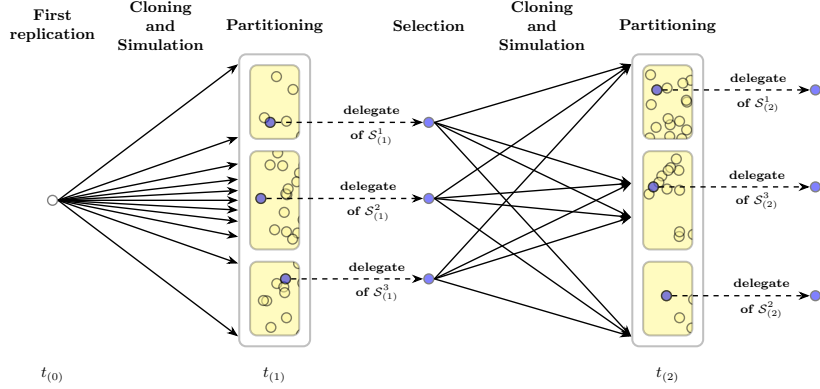 First
replication
Cloning
and
Simulation
Partitioning
Selection
Cloning
and
Simulation
Partitioning
delegate
of 𝒮¹₍₁₎
delegate
of 𝒮²₍₁₎
delegate
of 𝒮³₍₁₎
delegate
of 𝒮¹₍₂₎
delegate
of 𝒮³₍₂₎
delegate
of 𝒮²₍₂₎
t₍₀₎
t₍₁₎
t₍₂₎